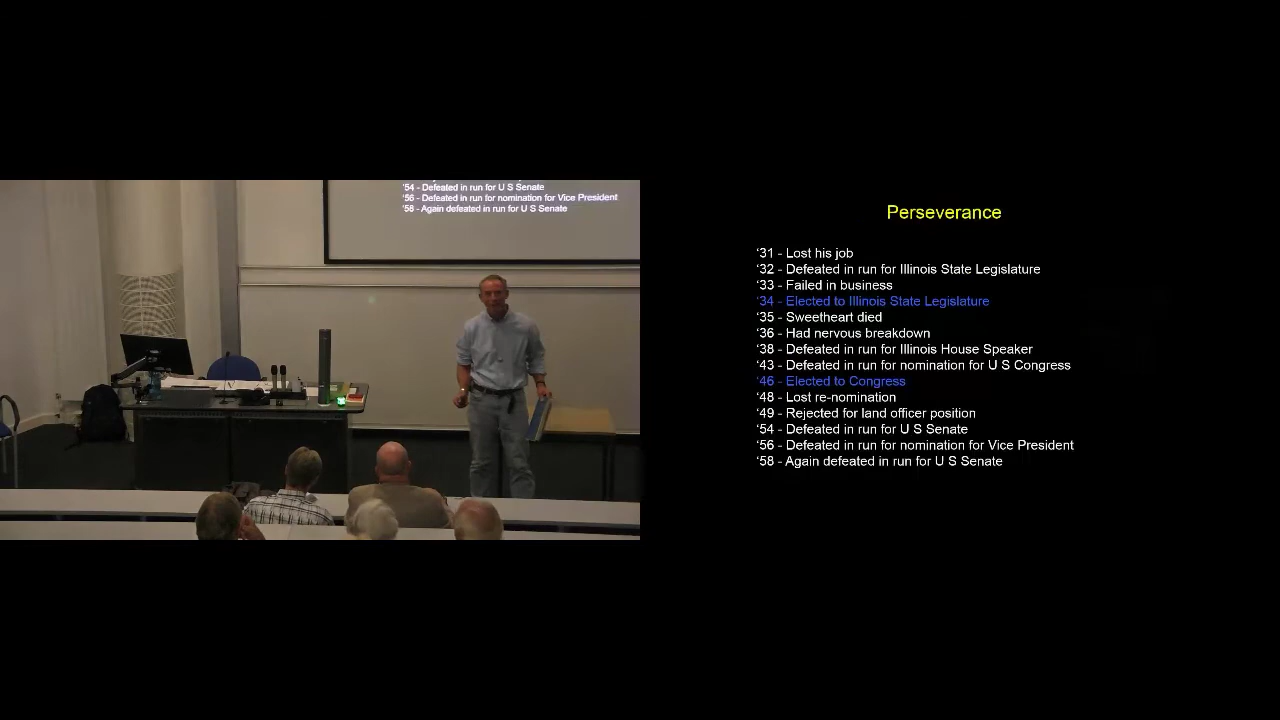 '54 - Defeated in run for U S Senate
'56 - Defeated in run for nomination for Vice President
'58 - Again defeated in run for U S Senate
Perseverance
‘31 - Lost his job
‘32 - Defeated in run for Illinois State Legislature
‘33 - Failed in business
‘34 - Elected to Illinois State Legislature
‘35 - Sweetheart died
‘36 - Had nervous breakdown
‘38 - Defeated in run for Illinois House Speaker
‘43 - Defeated in run for nomination for U S Congress
‘46 - Elected to Congress
‘48 - Lost re-nomination
‘49 - Rejected for land officer position
‘54 - Defeated in run for U S Senate
‘56 - Defeated in run for nomination for Vice President
‘58 - Again defeated in run for U S Senate